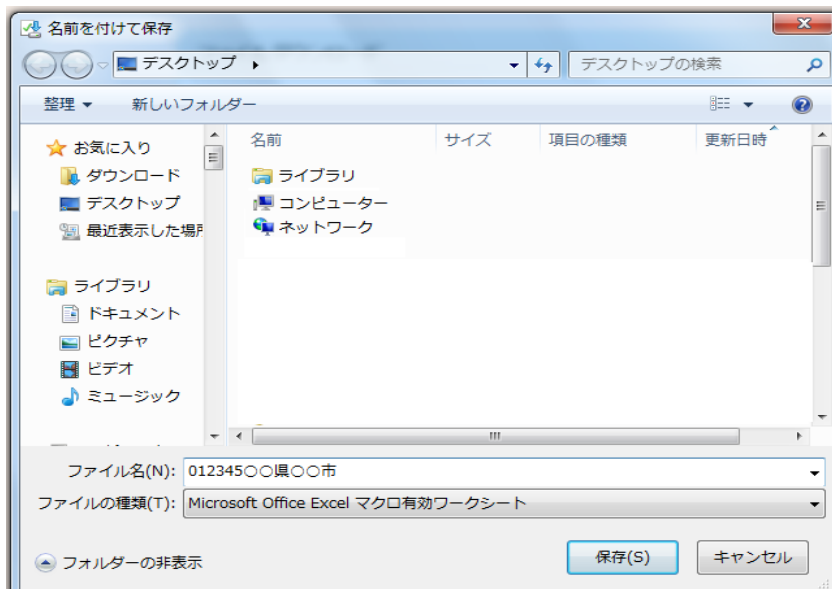 名前を付けて保存
デスクトップ
デスクトップの検索
整理 新しいフォルダー
お気に入り
ダウンロード
デスクトップ
最近表示した場所
ライブラリ
ドキュメント
ピクチャ
ビデオ
ミュージック
名前 サイズ 項目の種類 更新日時
ライブラリ
コンピューター
ネットワーク
ファイル名(N): 012345○○県○○市
ファイルの種類(T): Microsoft Office Excel マクロ有効ワークシート
フォルダーの非表示 保存(S) キャンセル